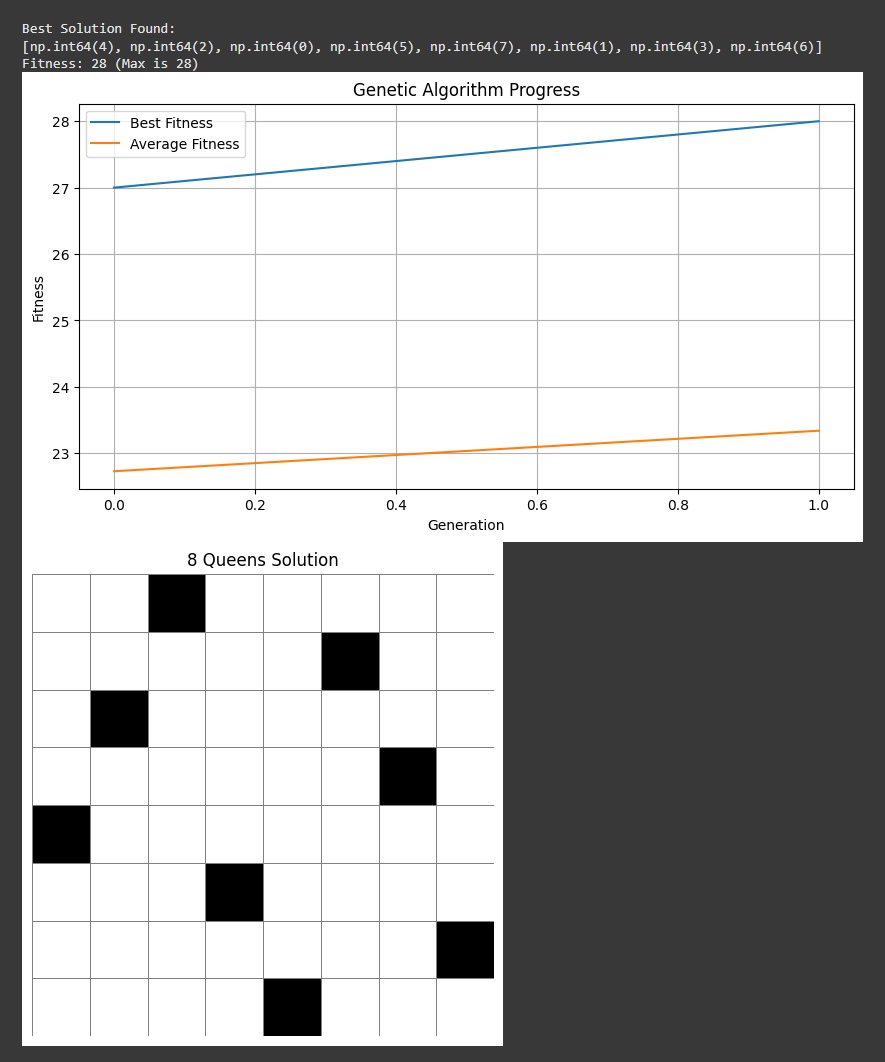 Best Solution Found:
[np.int64(4), np.int64(2), np.int64(0), np.int64(5), np.int64(7), np.int64(1), np.int64(3), np.int64(6)]
Fitness: 28 (Max is 28)
Genetic Algorithm Progress
Best Fitness
Average Fitness
28
27
26
25
24
23
Fitness
0.0 0.2 0.4 0.6 0.8 1.0
Generation
8 Queens Solution